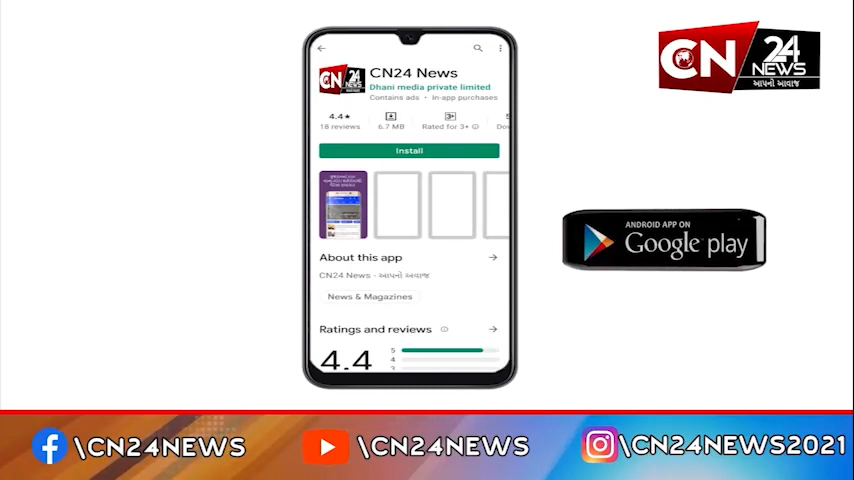 CN24 News
Dhani media private limited
Contains ads • In-app purchases
4.4★
18 reviews
6.7 MB
3+
Rated for 3+
Install
About this app
CN24 News - આપનો અવાજ
News & Magazines
Ratings and reviews
4.4
5
4
3
CN 24 NEWS
આપનો અવાજ
ANDROID APP ON
Google play
\CN24NEWS
\CN24NEWS
\CN24NEWS2021